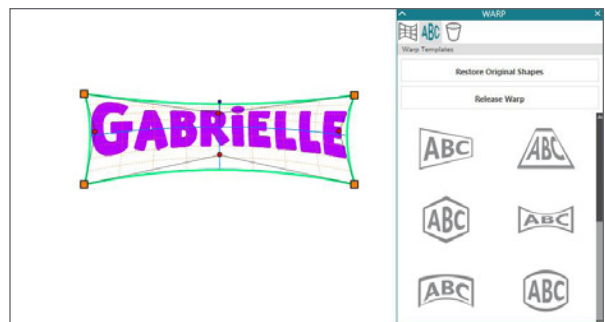 WARP
ABC
Warp Templates
Restore Original Shapes
Release Warp
GABRiELLE
ABC ABC
ABC ABC
ABC ABC